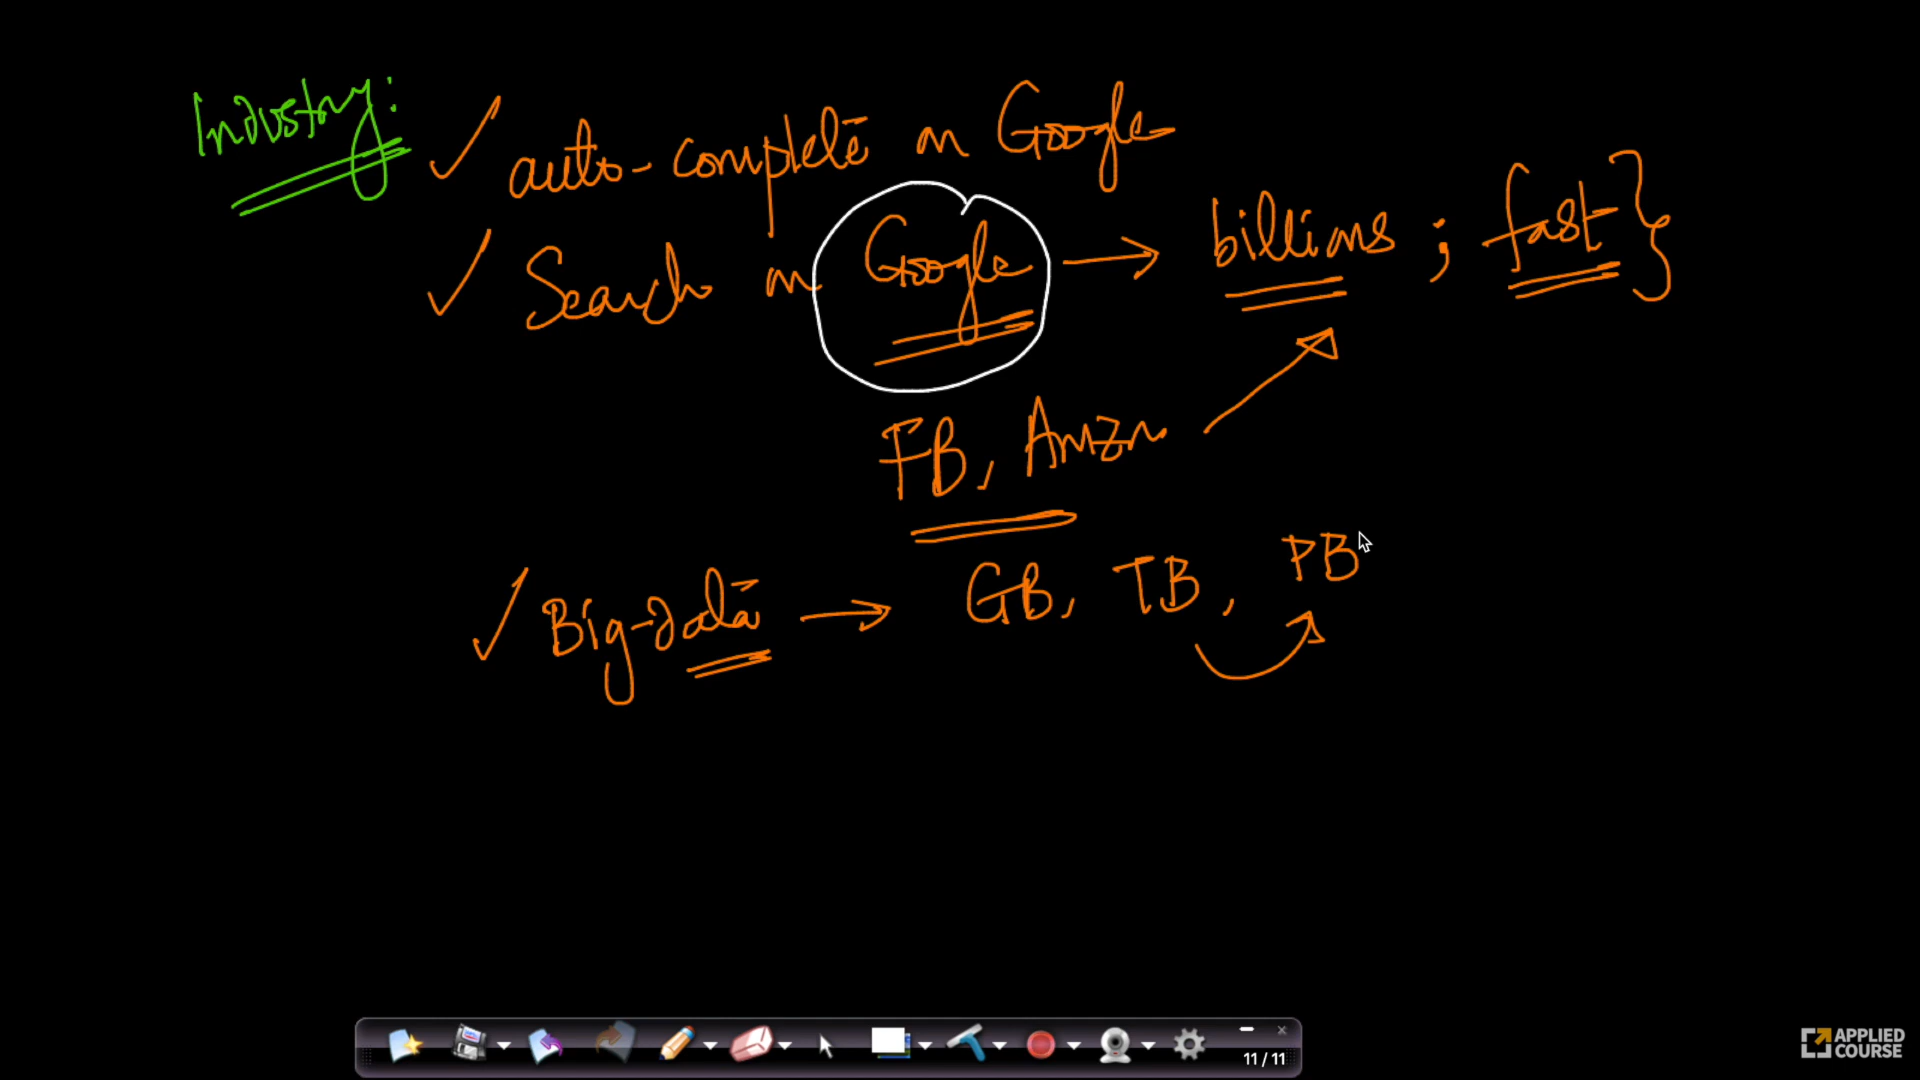 Industry:
auto-complete on Google
Search on Google → billions ; fast}
FB, Amzn
Big-data → GB, TB, PB
11 / 11
APPLIED
COURSE